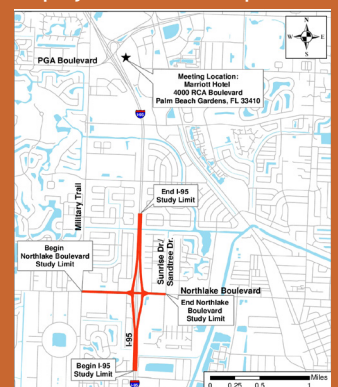 N
W E
S
PGA Boulevard
Meeting Location:
Marriott Hotel
4000 RCA Boulevard
Palm Beach Gardens, FL 33410
End I-95
Study Limit
Military Trail
Sunrise Dr./
Sandtree Dr.
Begin
Northlake Boulevard
Study Limit
Northlake Boulevard
End Northlake
Boulevard
Study Limit
I-95
Begin I-95
Study Limit
Miles
0 0.25 0.5 1